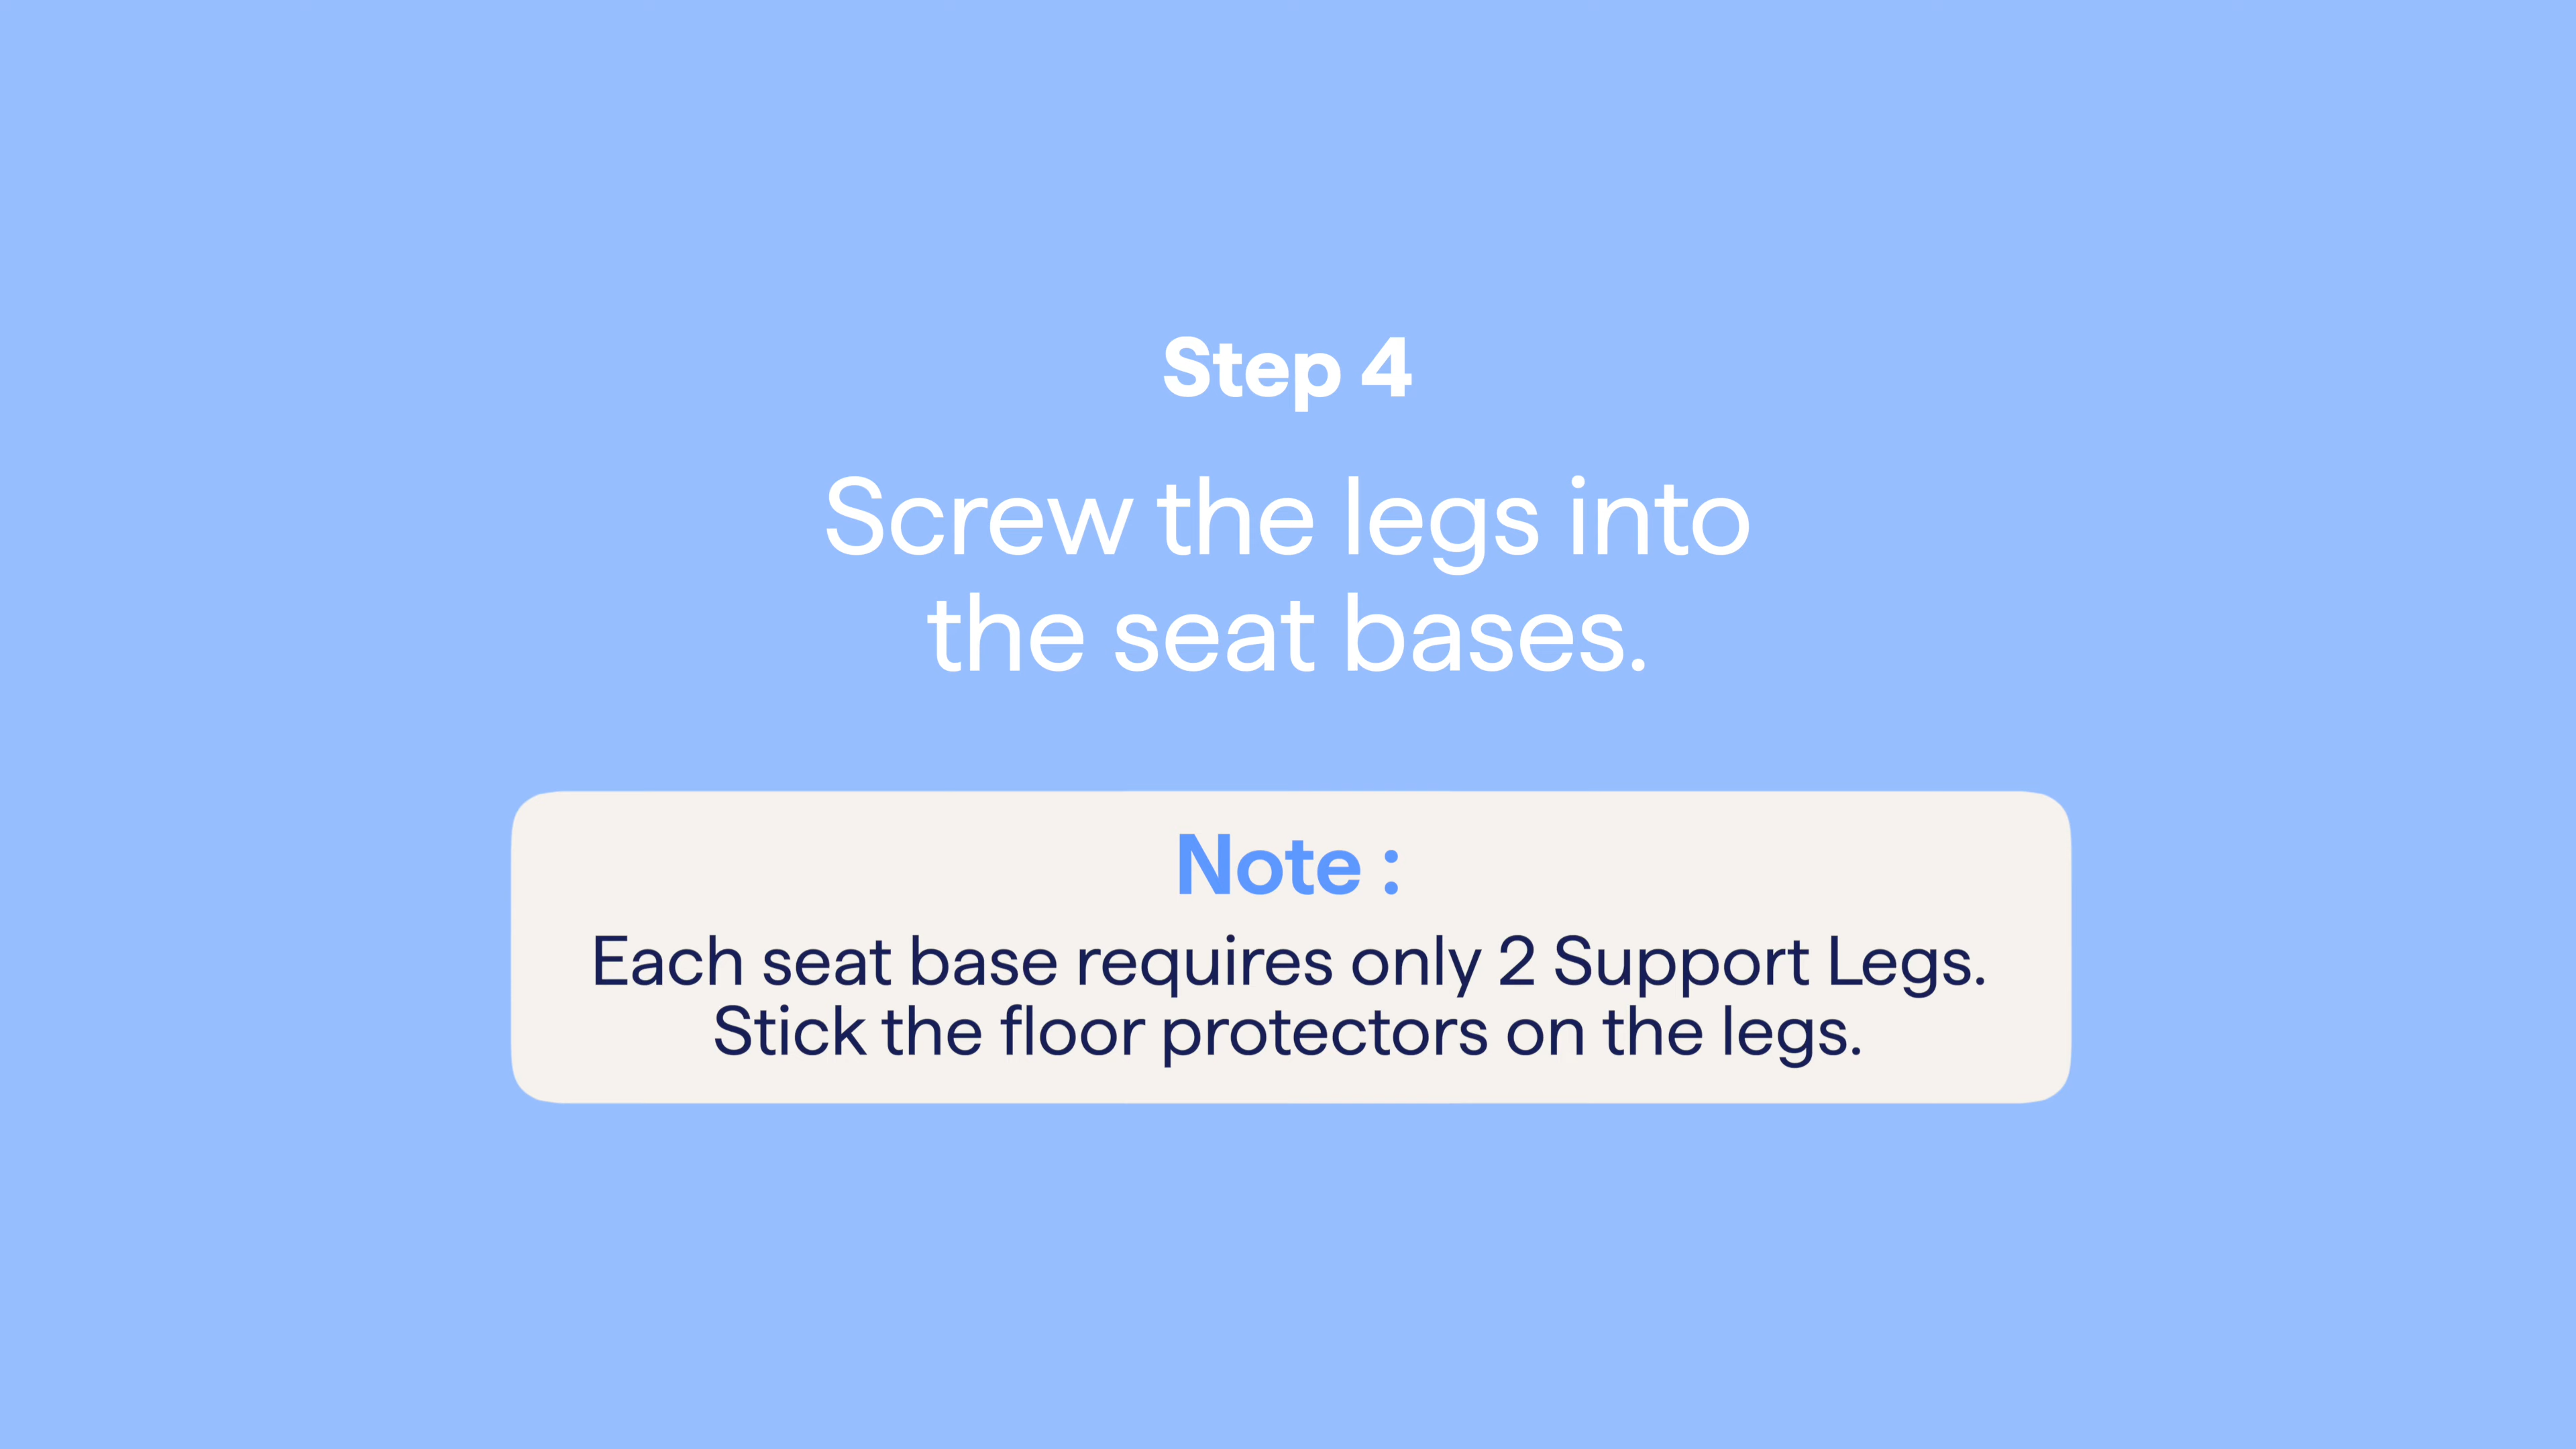 Step 4
Screw the legs into
the seat bases.
Note :
Each seat base requires only 2 Support Legs.
Stick the floor protectors on the legs.